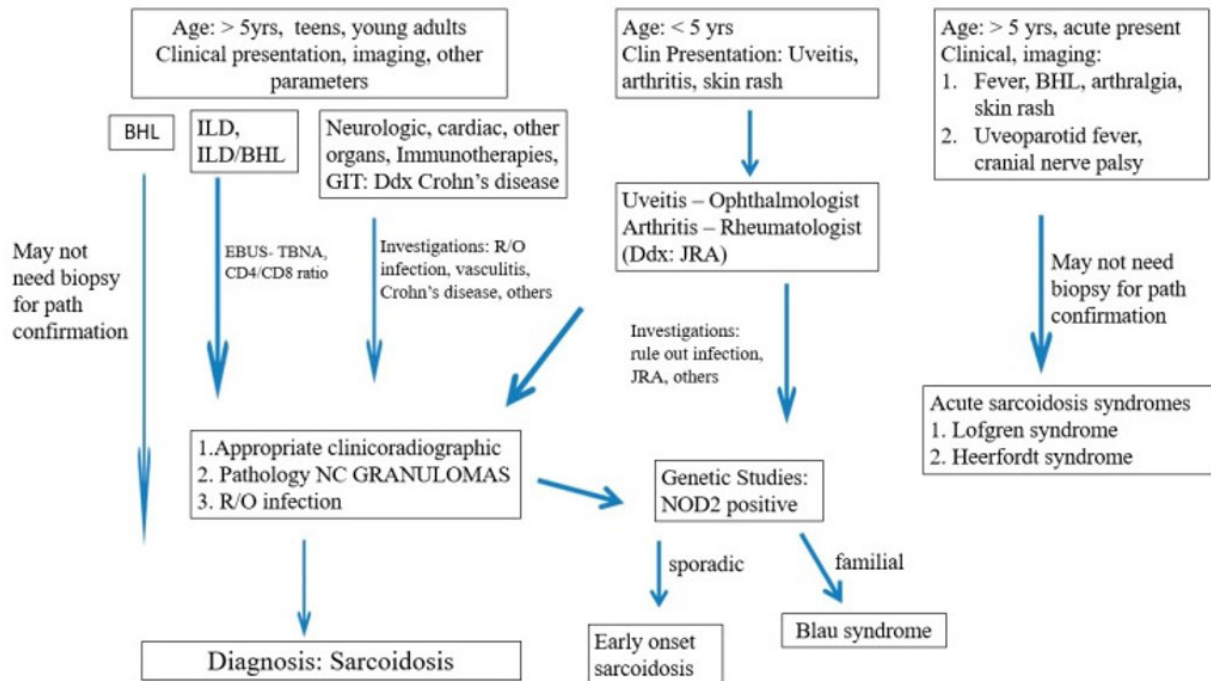 Age: > 5yrs, teens, young adults
Clinical presentation, imaging, other
parameters
BHL
ILD,
ILD/BHL
Neurologic, cardiac, other
organs, Immunotherapies,
GIT: Ddx Crohn's disease
May not
need biopsy
for path
confirmation
EBUS- TBNA,
CD4/CD8 ratio
Investigations: R/O
infection, vasculitis,
Crohn's disease, others
1.Appropriate clinicoradiographic
2. Pathology NC GRANULOMAS
3. R/O infection
Diagnosis: Sarcoidosis
Age: < 5 yrs
Clin Presentation: Uveitis,
arthritis, skin rash
Uveitis – Ophthalmologist
Arthritis – Rheumatologist
(Ddx: JRA)
Investigations:
rule out infection,
JRA, others
Genetic Studies:
NOD2 positive
sporadic
familial
Early onset
sarcoidosis
Blau syndrome
Age: > 5 yrs, acute present
Clinical, imaging:
1. Fever, BHL, arthralgia,
skin rash
2. Uveoparotid fever,
cranial nerve palsy
May not need
biopsy for path
confirmation
Acute sarcoidosis syndromes
1. Lofgren syndrome
2. Heerfordt syndrome